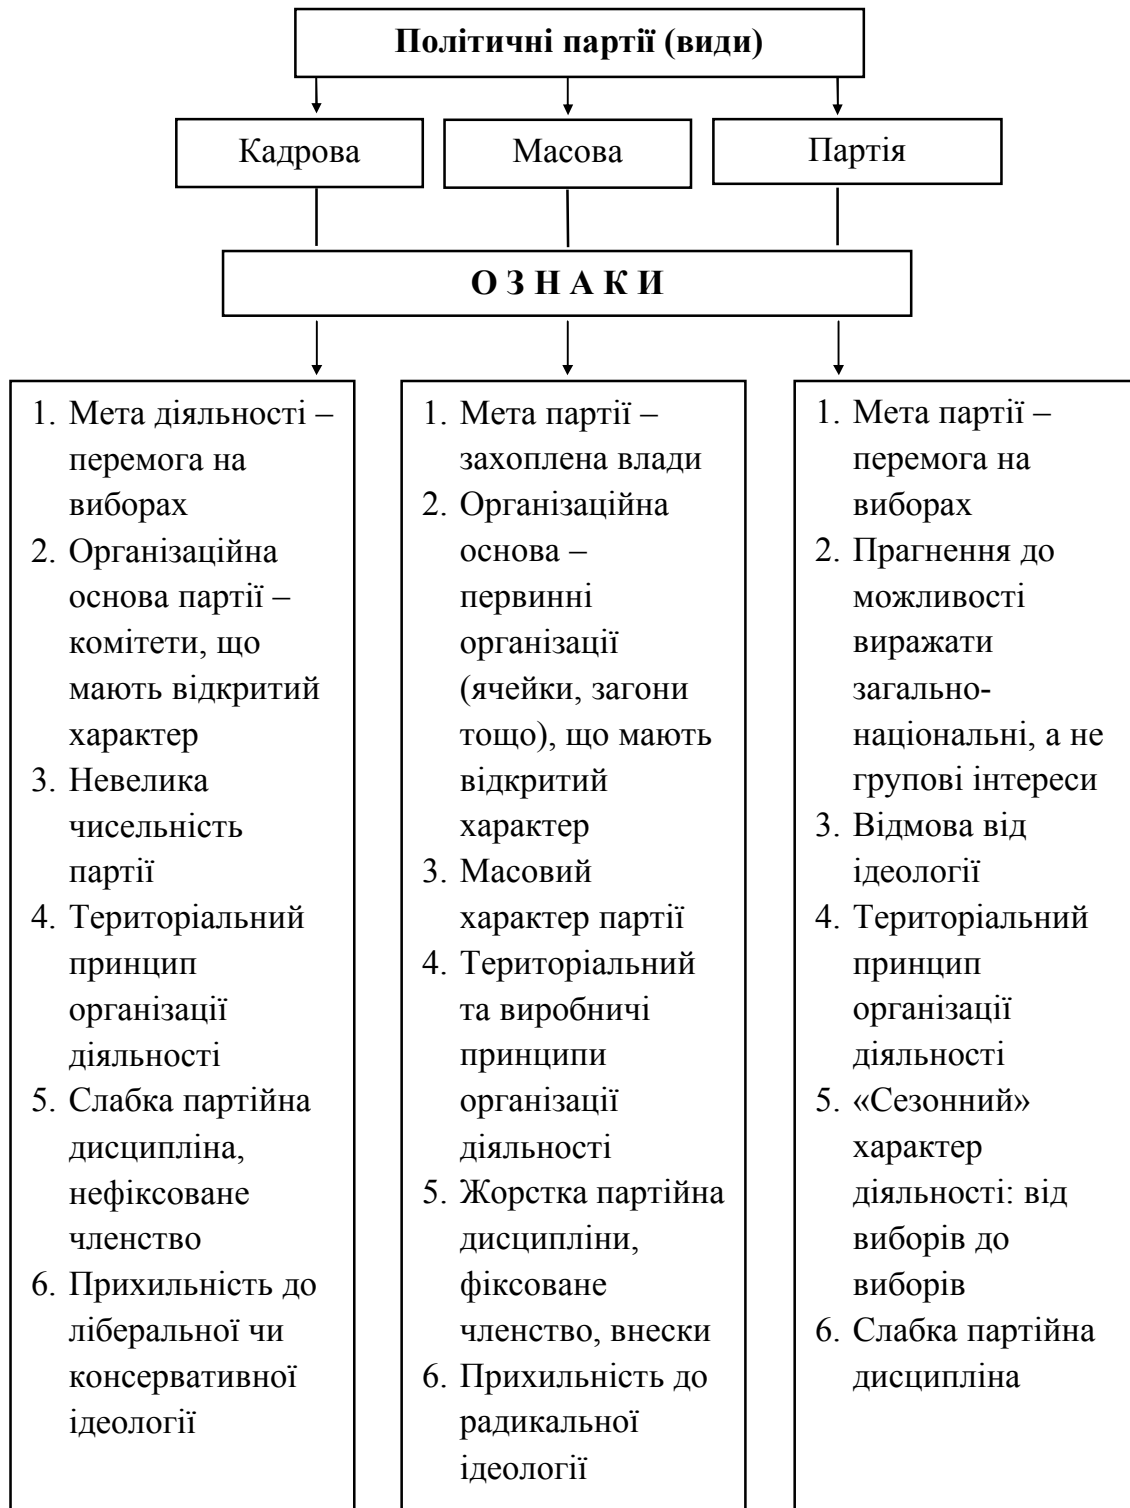 Політичні партії (види)
Кадрова
Масова
Партія
О З Н А К И
1. Мета діяльності –
перемога на
виборах
2. Організаційна
основа партії –
комітети, що
мають відкритий
характер
3. Невелика
чисельність
партії
4. Територіальний
принцип
організації
діяльності
5. Слабка партійна
дисципліна,
нефіксоване
членство
6. Прихильність до
ліберальної чи
консервативної
ідеології
1. Мета партії –
захоплена влади
2. Організаційна
основа –
первинні
організації
(ячейки, загони
тощо), що мають
відкритий
характер
3. Масовий
характер партії
4. Територіальний
та виробничі
принципи
організації
діяльності
5. Жорстка партійна
дисципліни,
фіксоване
членство, внески
6. Прихильність до
радикальної
ідеології
1. Мета партії –
перемога на
виборах
2. Прагнення до
можливості
виражати
загально-
національні, а не
групові інтереси
3. Відмова від
ідеології
4. Територіальний
принцип
організації
діяльності
5. «Сезонний»
характер
діяльності: від
виборів до
виборів
6. Слабка партійна
дисципліна